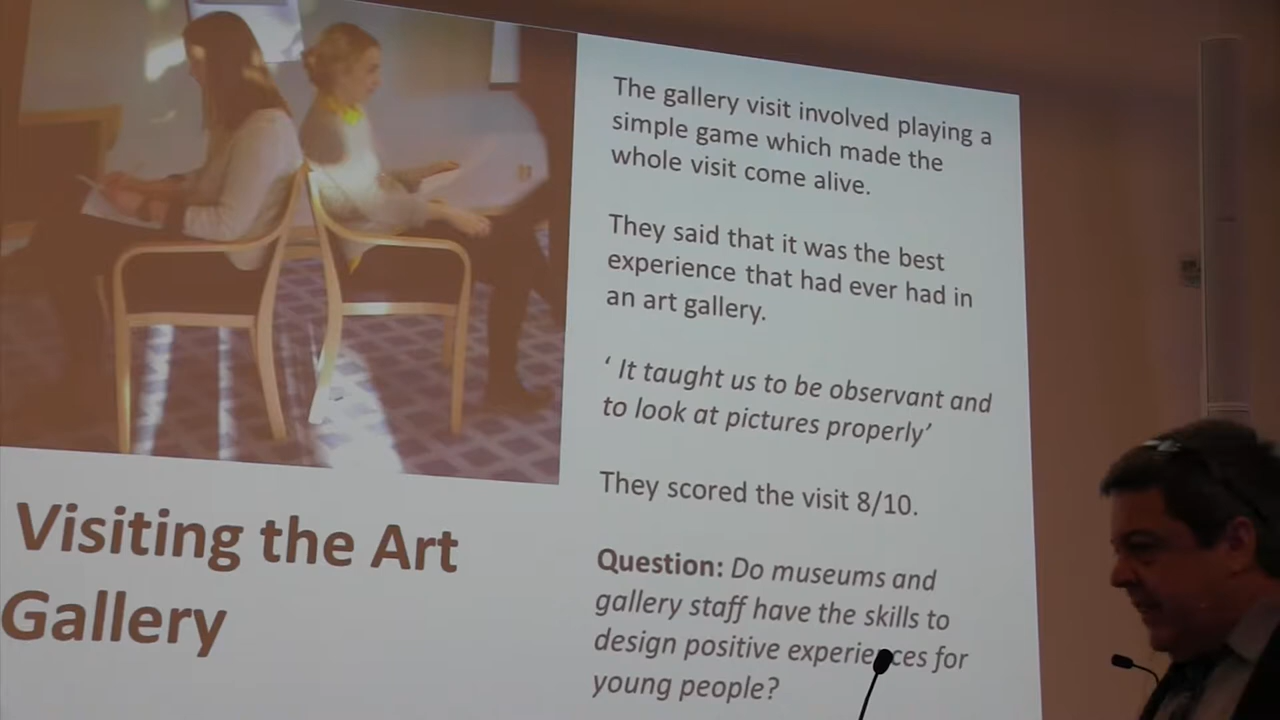 The gallery visit involved playing a
simple game which made the
whole visit come alive.
They said that it was the best
experience that had ever had in
an art gallery.
‘ It taught us to be observant and
to look at pictures properly’
They scored the visit 8/10.
Question: Do museums and
gallery staff have the skills to
design positive experiences for
young people?
Visiting the Art
Gallery